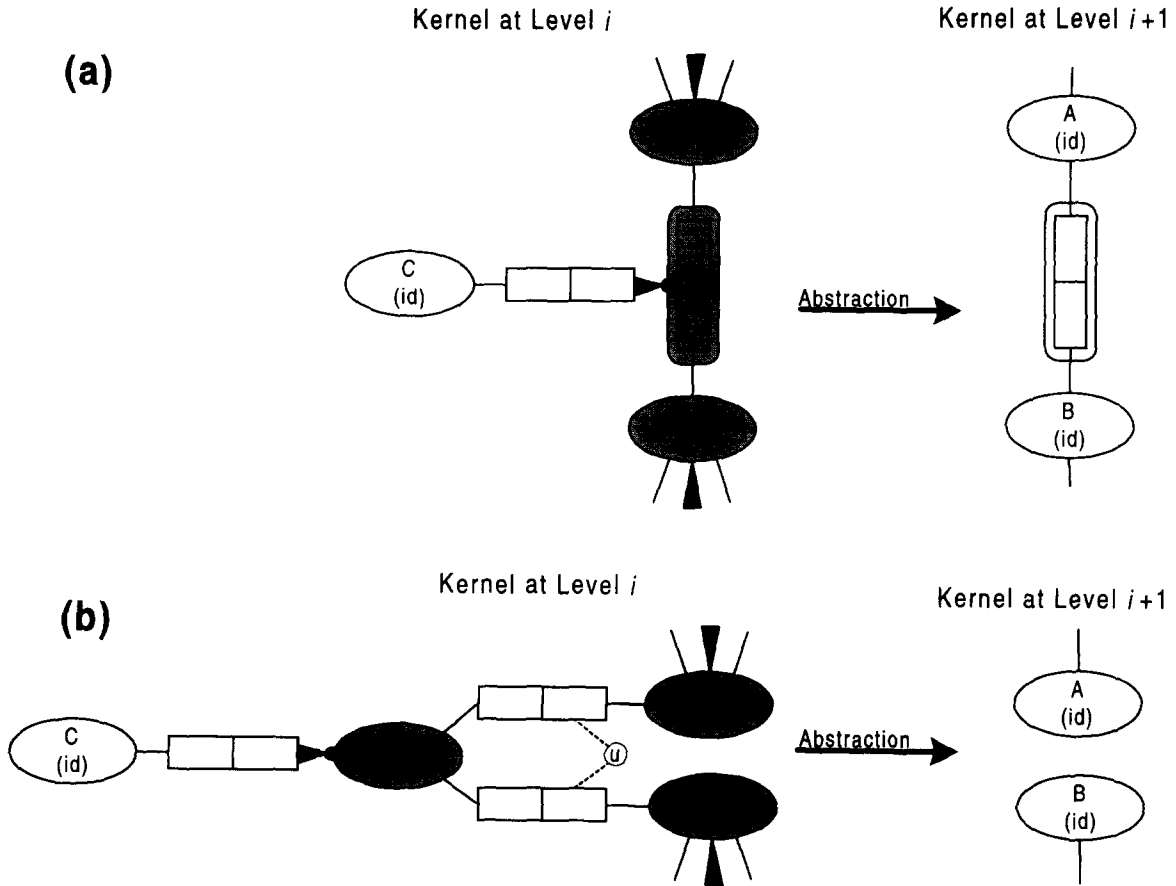 Kernel at Level i
Kernel at Level i+1
(a)
A
(id)
C
(id)
Abstraction
B
(id)
Kernel at Level i
Kernel at Level i+1
(b)
A
(id)
C
(id)
u
Abstraction
B
(id)